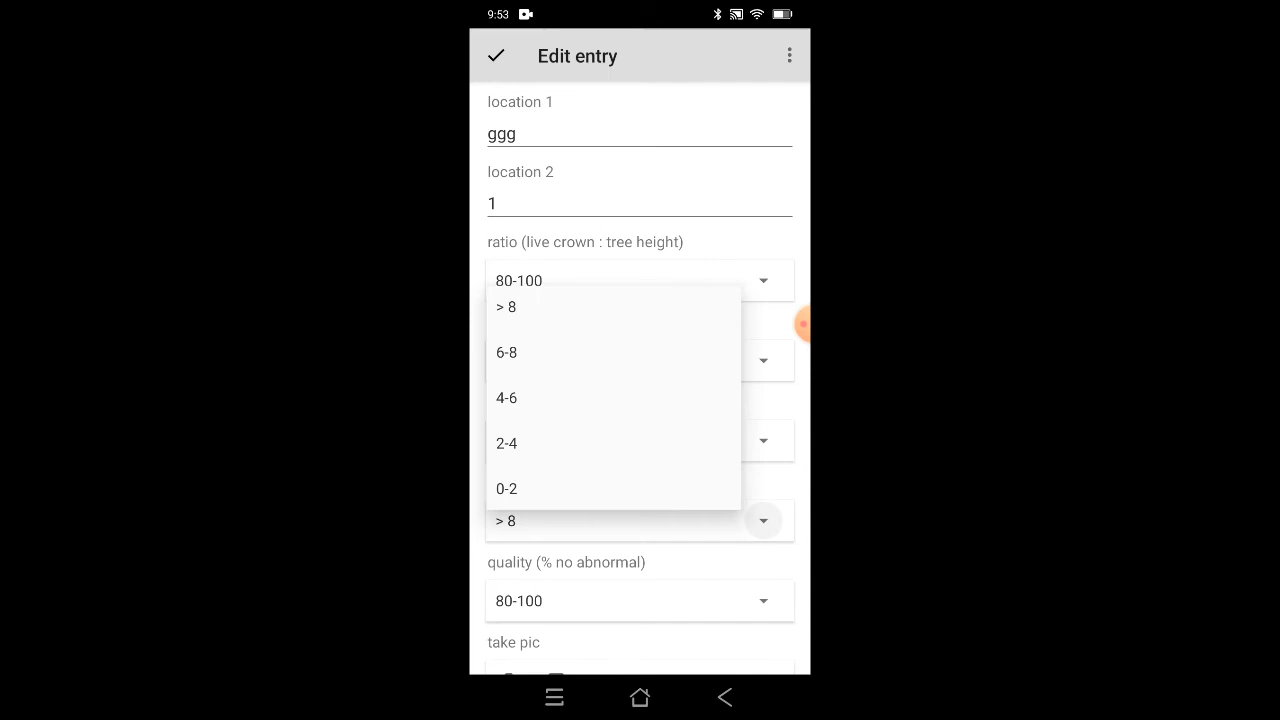 9:53
Edit entry
location 1
ggg
location 2
1
ratio (live crown : tree height)
80-100
> 8
6-8
4-6
2-4
0-2
> 8
quality (% no abnormal)
80-100
take pic